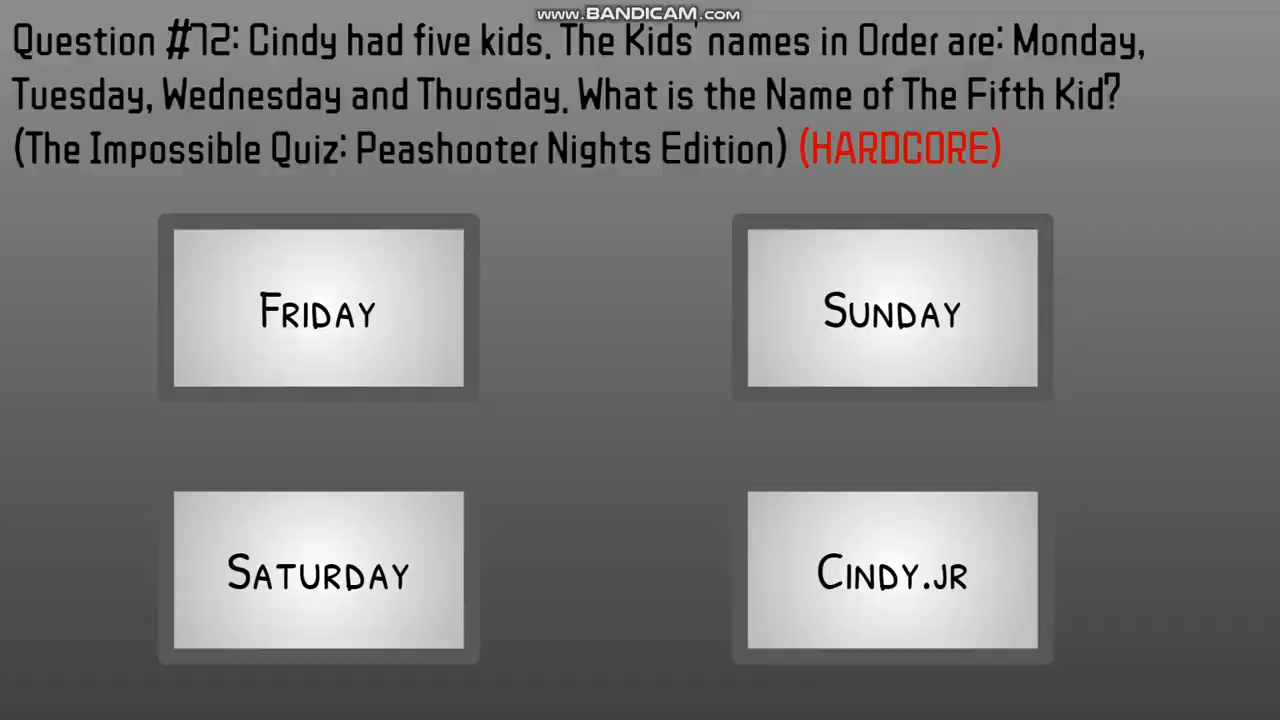 www.BANDICAM.com
Question #72: Cindy had five kids. The Kids' names in Order are: Monday,
Tuesday, Wednesday and Thursday. What is the Name of The Fifth Kid?
(The Impossible Quiz: Peashooter Nights Edition) (HARDCORE)
Friday
Sunday
Saturday
Cindy.jr